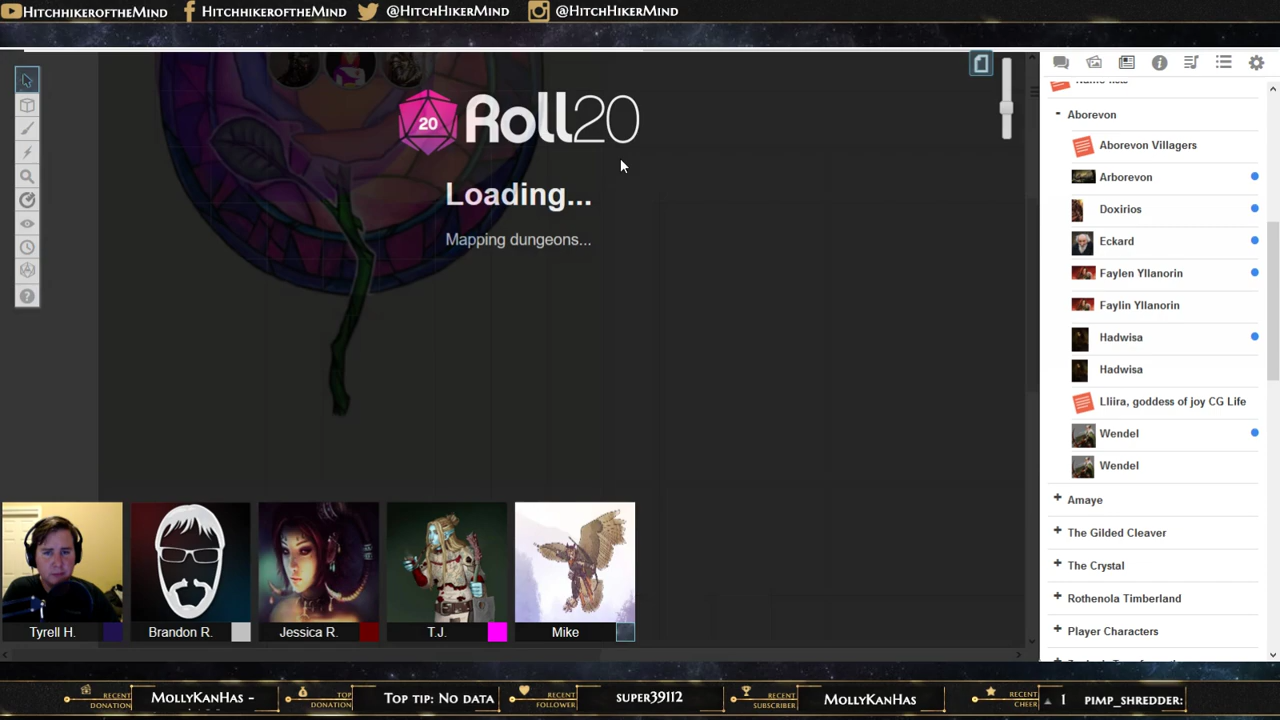 HitchhikeroftheMind
HitchhikeroftheMind
@HitchHikerMind
@HitchHikerMind
20
Roll20
Loading...
Mapping dungeons...
Aborevon
Aborevon Villagers
Arborevon
Doxirios
Eckard
Faylen Yllanorin
Faylin Yllanorin
Hadwisa
Hadwisa
Lliira, goddess of joy CG Life
Wendel
Wendel
Amaye
The Gilded Cleaver
The Crystal
Rothenola Timberland
Player Characters
Tyrell H.
Brandon R.
Jessica R.
T.J.
Mike
Recent Donation
MollyKanHas -
Top Donation
Top tip: No data
Recent Follower
super39112
Recent Subscriber
MollyKanHas
Recent Cheer
1
pimp_shredder: